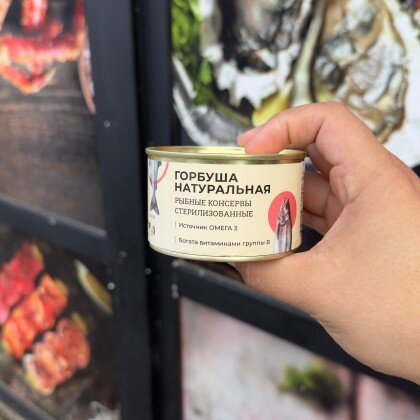 ГОРБУША
НАТУРАЛЬНАЯ
РЫБНЫЕ КОНСЕРВЫ
СТЕРИЛИЗОВАННЫЕ
Источник ОМЕГА 3
Богата витаминами группы В